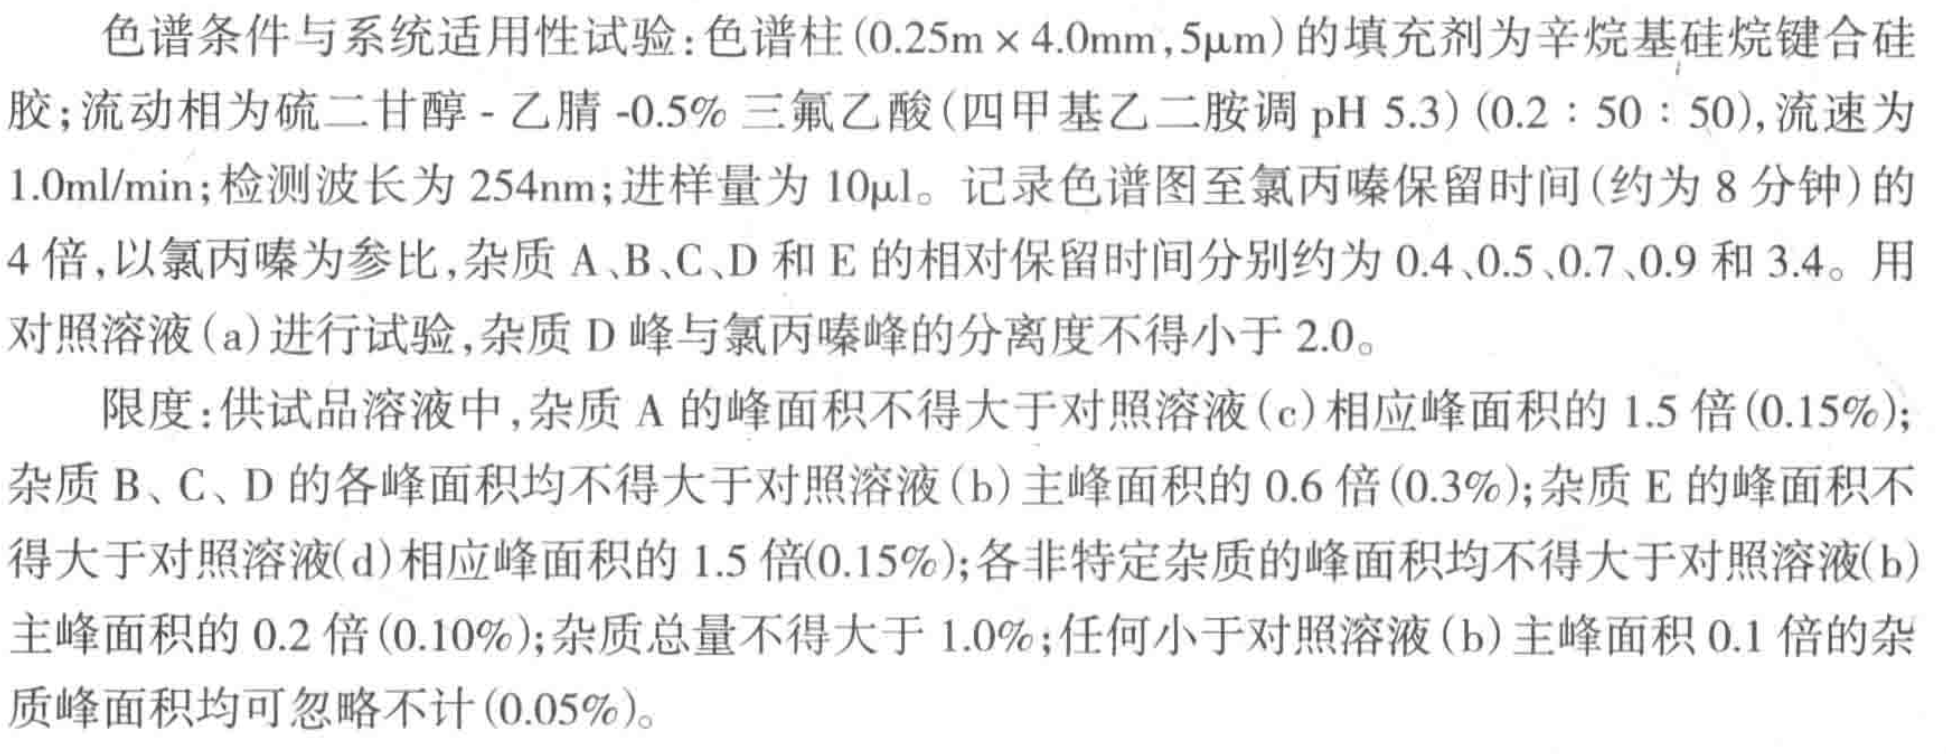 色谱条件与系统适用性试验:色谱柱(0.25m × 4.0mm,5μm)的填充剂为辛烷基硅烷键合硅
胶;流动相为硫二甘醇 - 乙腈 -0.5% 三氟乙酸(四甲基乙二胺调 pH 5.3) (0.2 : 50 : 50),流速为
1.0ml/min;检测波长为 254nm;进样量为 10μl。记录色谱图至氯丙嗪保留时间(约为 8 分钟)的
4 倍,以氯丙嗪为参比,杂质 A、B、C、D 和 E 的相对保留时间分别约为 0.4、0.5、0.7、0.9 和 3.4。用
对照溶液(a)进行试验,杂质 D 峰与氯丙嗪峰的分离度不得小于 2.0。
限度:供试品溶液中,杂质 A 的峰面积不得大于对照溶液(c)相应峰面积的 1.5 倍(0.15%);
杂质 B、C、D 的各峰面积均不得大于对照溶液(b)主峰面积的 0.6 倍(0.3%);杂质 E 的峰面积不
得大于对照溶液(d)相应峰面积的 1.5 倍(0.15%);各非特定杂质的峰面积均不得大于对照溶液(b)
主峰面积的 0.2 倍(0.10%);杂质总量不得大于 1.0%;任何小于对照溶液(b)主峰面积 0.1 倍的杂
质峰面积均可忽略不计(0.05%)。